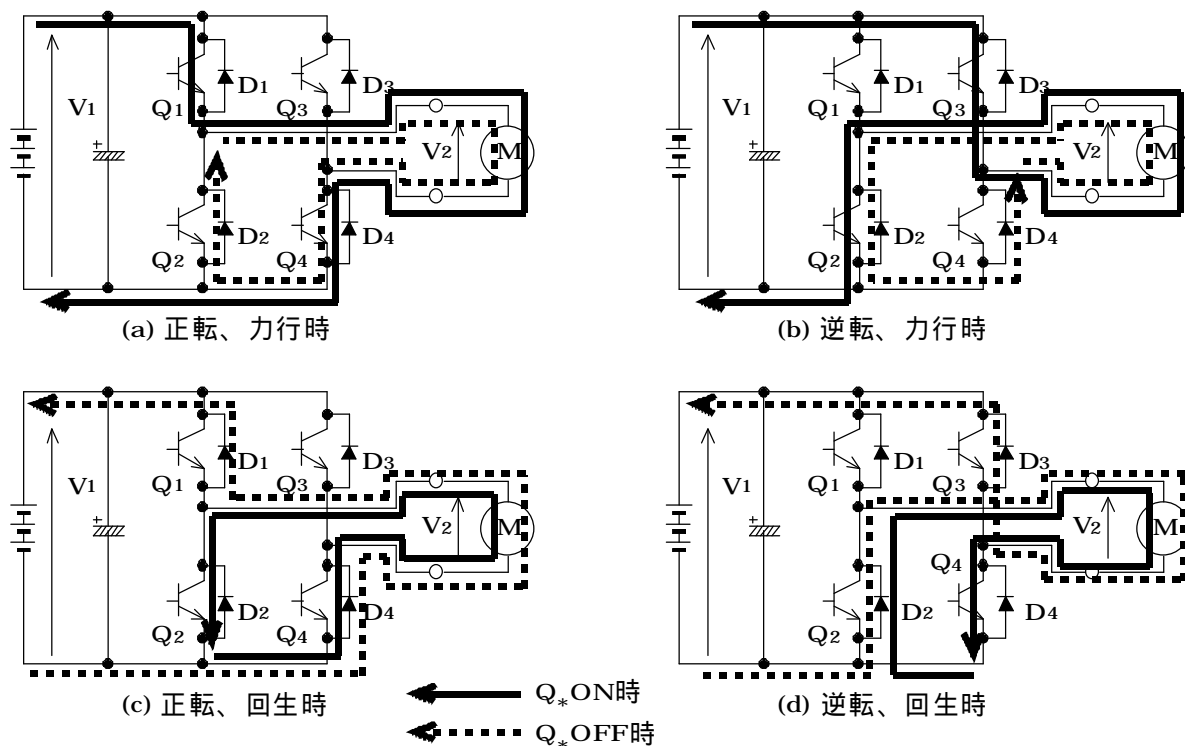 V1
Q1
D1
Q3
D3
V2
M
Q2
D2
Q4
D4
+
(a) 正転、力行時
V1
Q1
D1
Q3
D3
V2
M
Q2
D2
Q4
D4
+
(b) 逆転、力行時
V1
Q1
D1
Q3
D3
V2
M
Q2
D2
Q4
D4
+
(c) 正転、回生時
V1
Q1
D1
Q3
D3
V2
M
Q4
Q2
D2
D4
+
(d) 逆転、回生時
Q*ON時
Q*OFF時